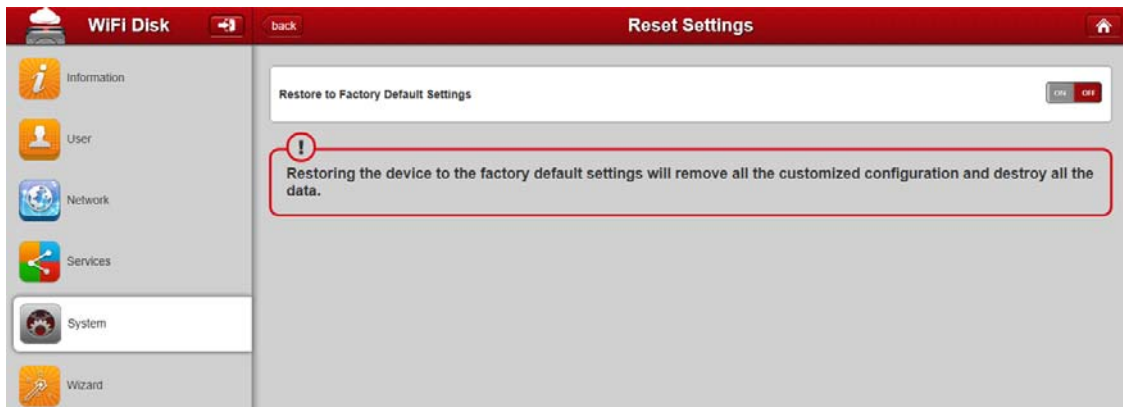 WiFi Disk
back
Reset Settings
Information
User
Network
Services
System
Wizard
Restore to Factory Default Settings
ON OFF
!
Restoring the device to the factory default settings will remove all the customized configuration and destroy all the
data.